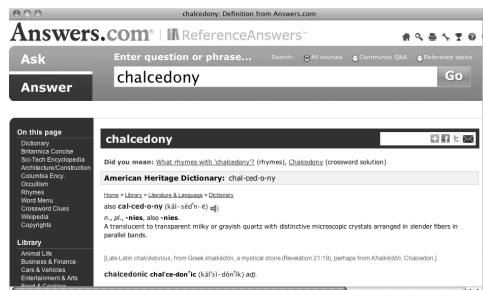 chalcedony: Definition from Answers.com
Answers.com® | ReferenceAnswers™
Ask
Enter question or phrase... Search: All sources Community Q&A Reference topics
chalcedony Go
Answer
On this page
Dictionary
Britannica Concise
Sci-Tech Encyclopedia
Architecture/Construction
Columbia Ency.
Occultism
Rhymes
Word Menu
Crossword Clues
Wikipedia
Copyrights
Library
Animal Life
Business & Finance
Cars & Vehicles
Entertainment & Arts
Food & Cooking
chalcedony
Did you mean: What rhymes with 'chalcedony'? (rhymes), Chalcedony (crossword solution)
American Heritage Dictionary: chal·ced·o·ny
Home > Library > Literature & Language > Dictionary
also cal·ced·o·ny (kăl-sĕd'n-ē)
n., pl., -nies, also -nies.
A translucent to transparent milky or grayish quartz with distinctive microscopic crystals arranged in slender fibers in
parallel bands.
[Late Latin chalcēdōnius, from Greek khalkēdōn, a mystical stone (Revelation 21:19), perhaps from Khalkēdōn, Chalcedon.]
chalcedonic chal'ce·don'ic (kăl'sĭ-dŏn'ĭk) adj.